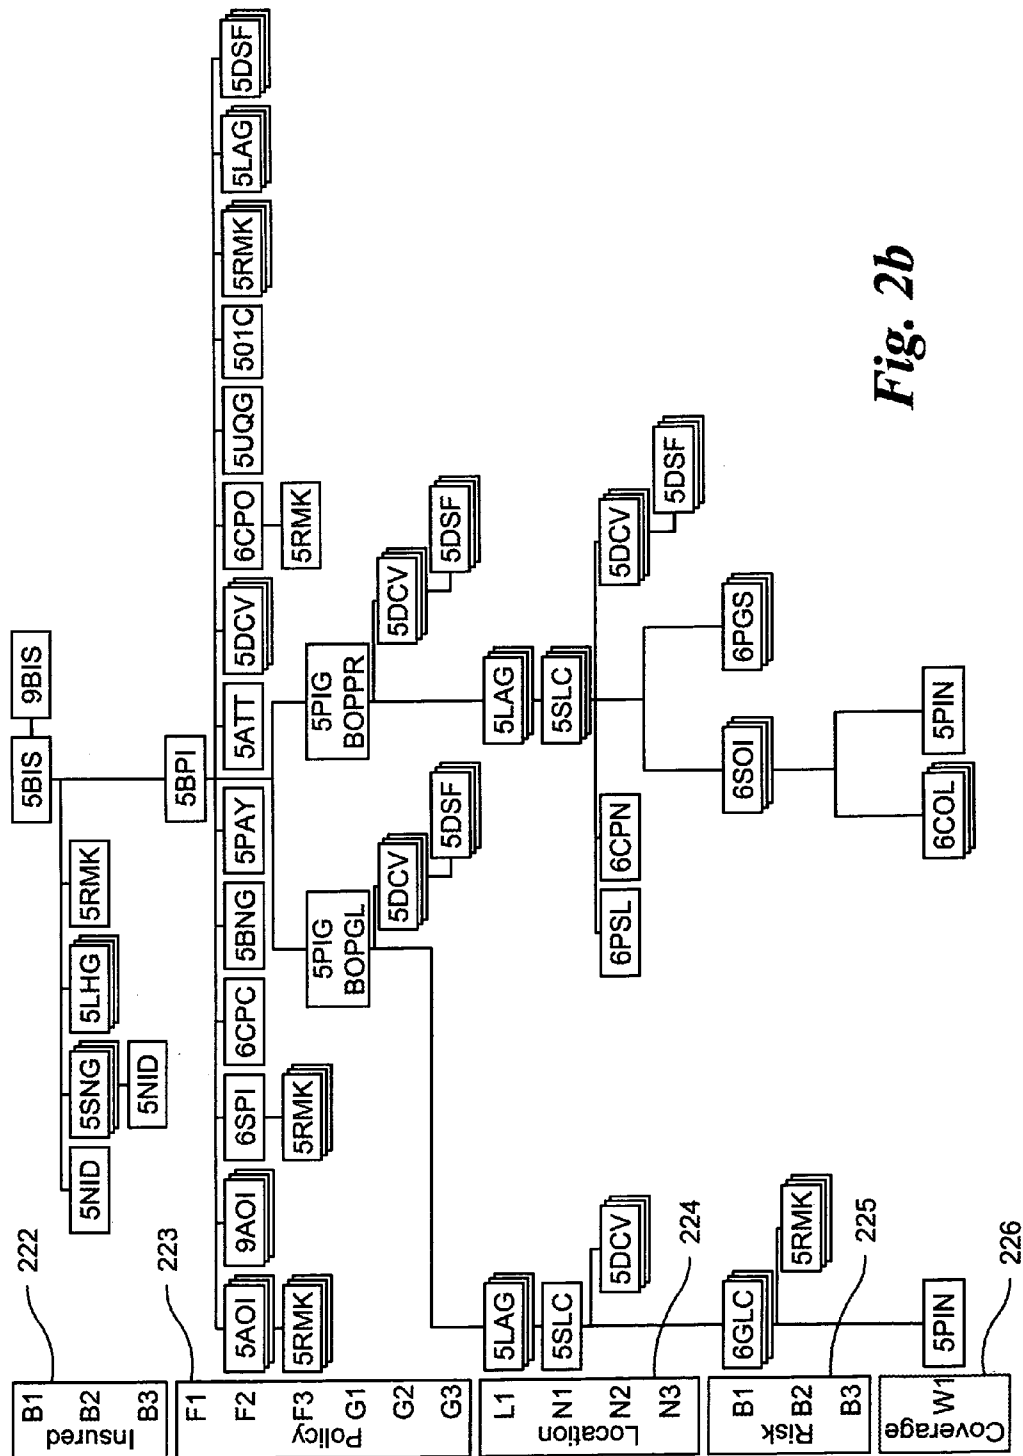 5BIS 9BIS
5NID 5SNG 5LHG 5RMK
5NID
5BPI
5AOI 9AOI 6SPI 6CPC 5BNG 5PAY 5ATT 5DCV 6CPO 5UQG 501C 5RMK 5LAG 5DSF
5RMK 5RMK 5RMK
5PIG
BOPGL
5PIG
BOPPR
5DCV 5DCV
5DSF 5DSF
5LAG 5LAG
5SLC 5SLC
5DCV 6PSL 6CPN 5DCV
5DSF
6GLC 6SOI 6PGS
5RMK
5PIN 6COL 5PIN
B1
B2
B3
Insured
222
F1
F2
F3
G1
G2
G3
Policy
223
L1
N1
N2
N3
Location
224
B1
B2
B3
Risk
225
W1
Coverage
226
Fig. 2b